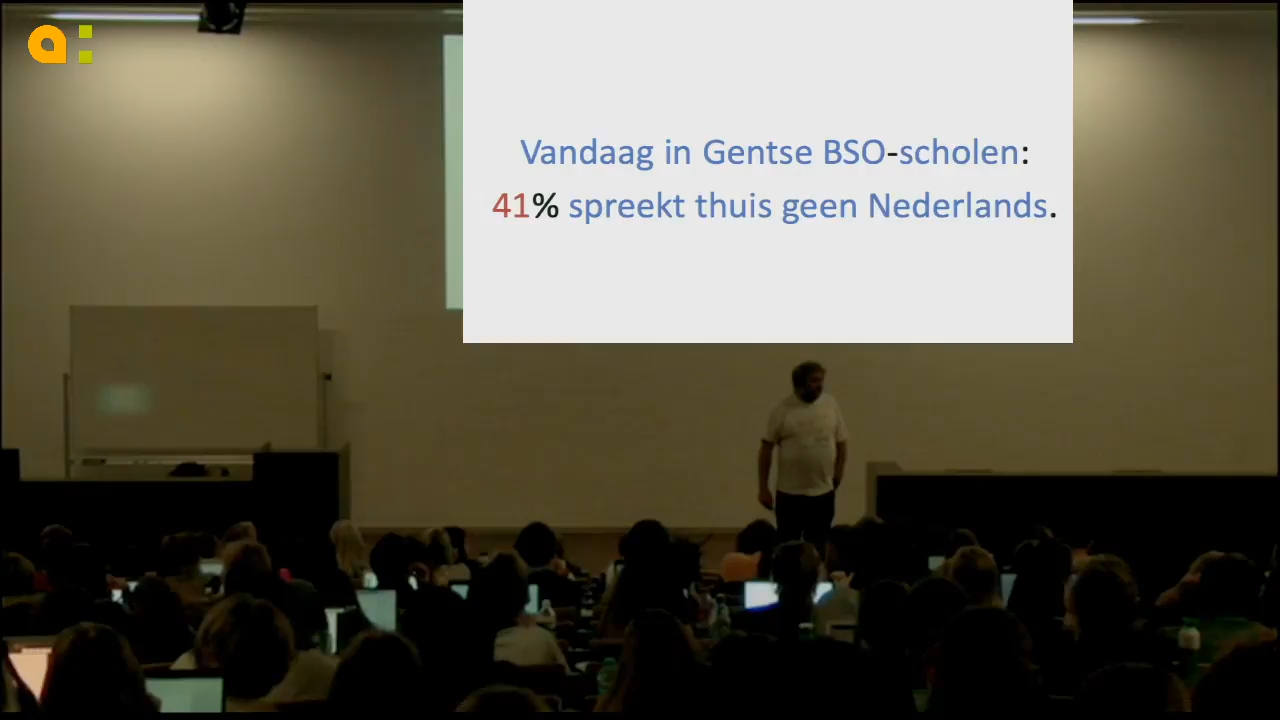 a:
Vandaag in Gentse BSO-scholen:
41% spreekt thuis geen Nederlands.